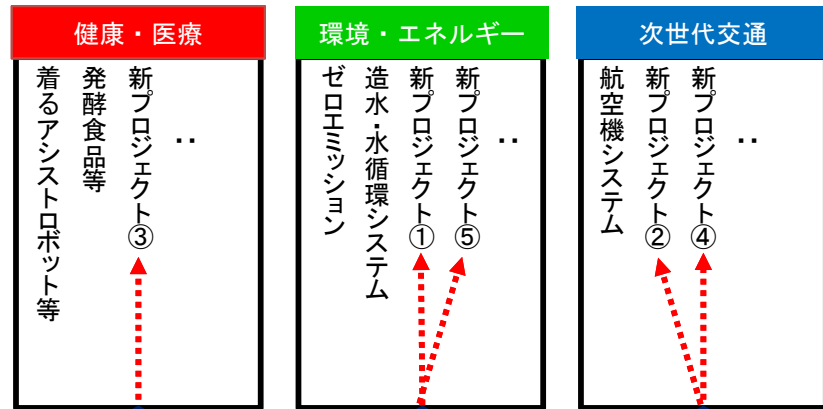 健康・医療
着るアシストロボット等
発酵食品等
新プロジェクト③
‥
環境・エネルギー
ゼロエミッション
造水・水循環システム
新プロジェクト①
新プロジェクト⑤
‥
次世代交通
航空機システム
新プロジェクト②
新プロジェクト④
‥